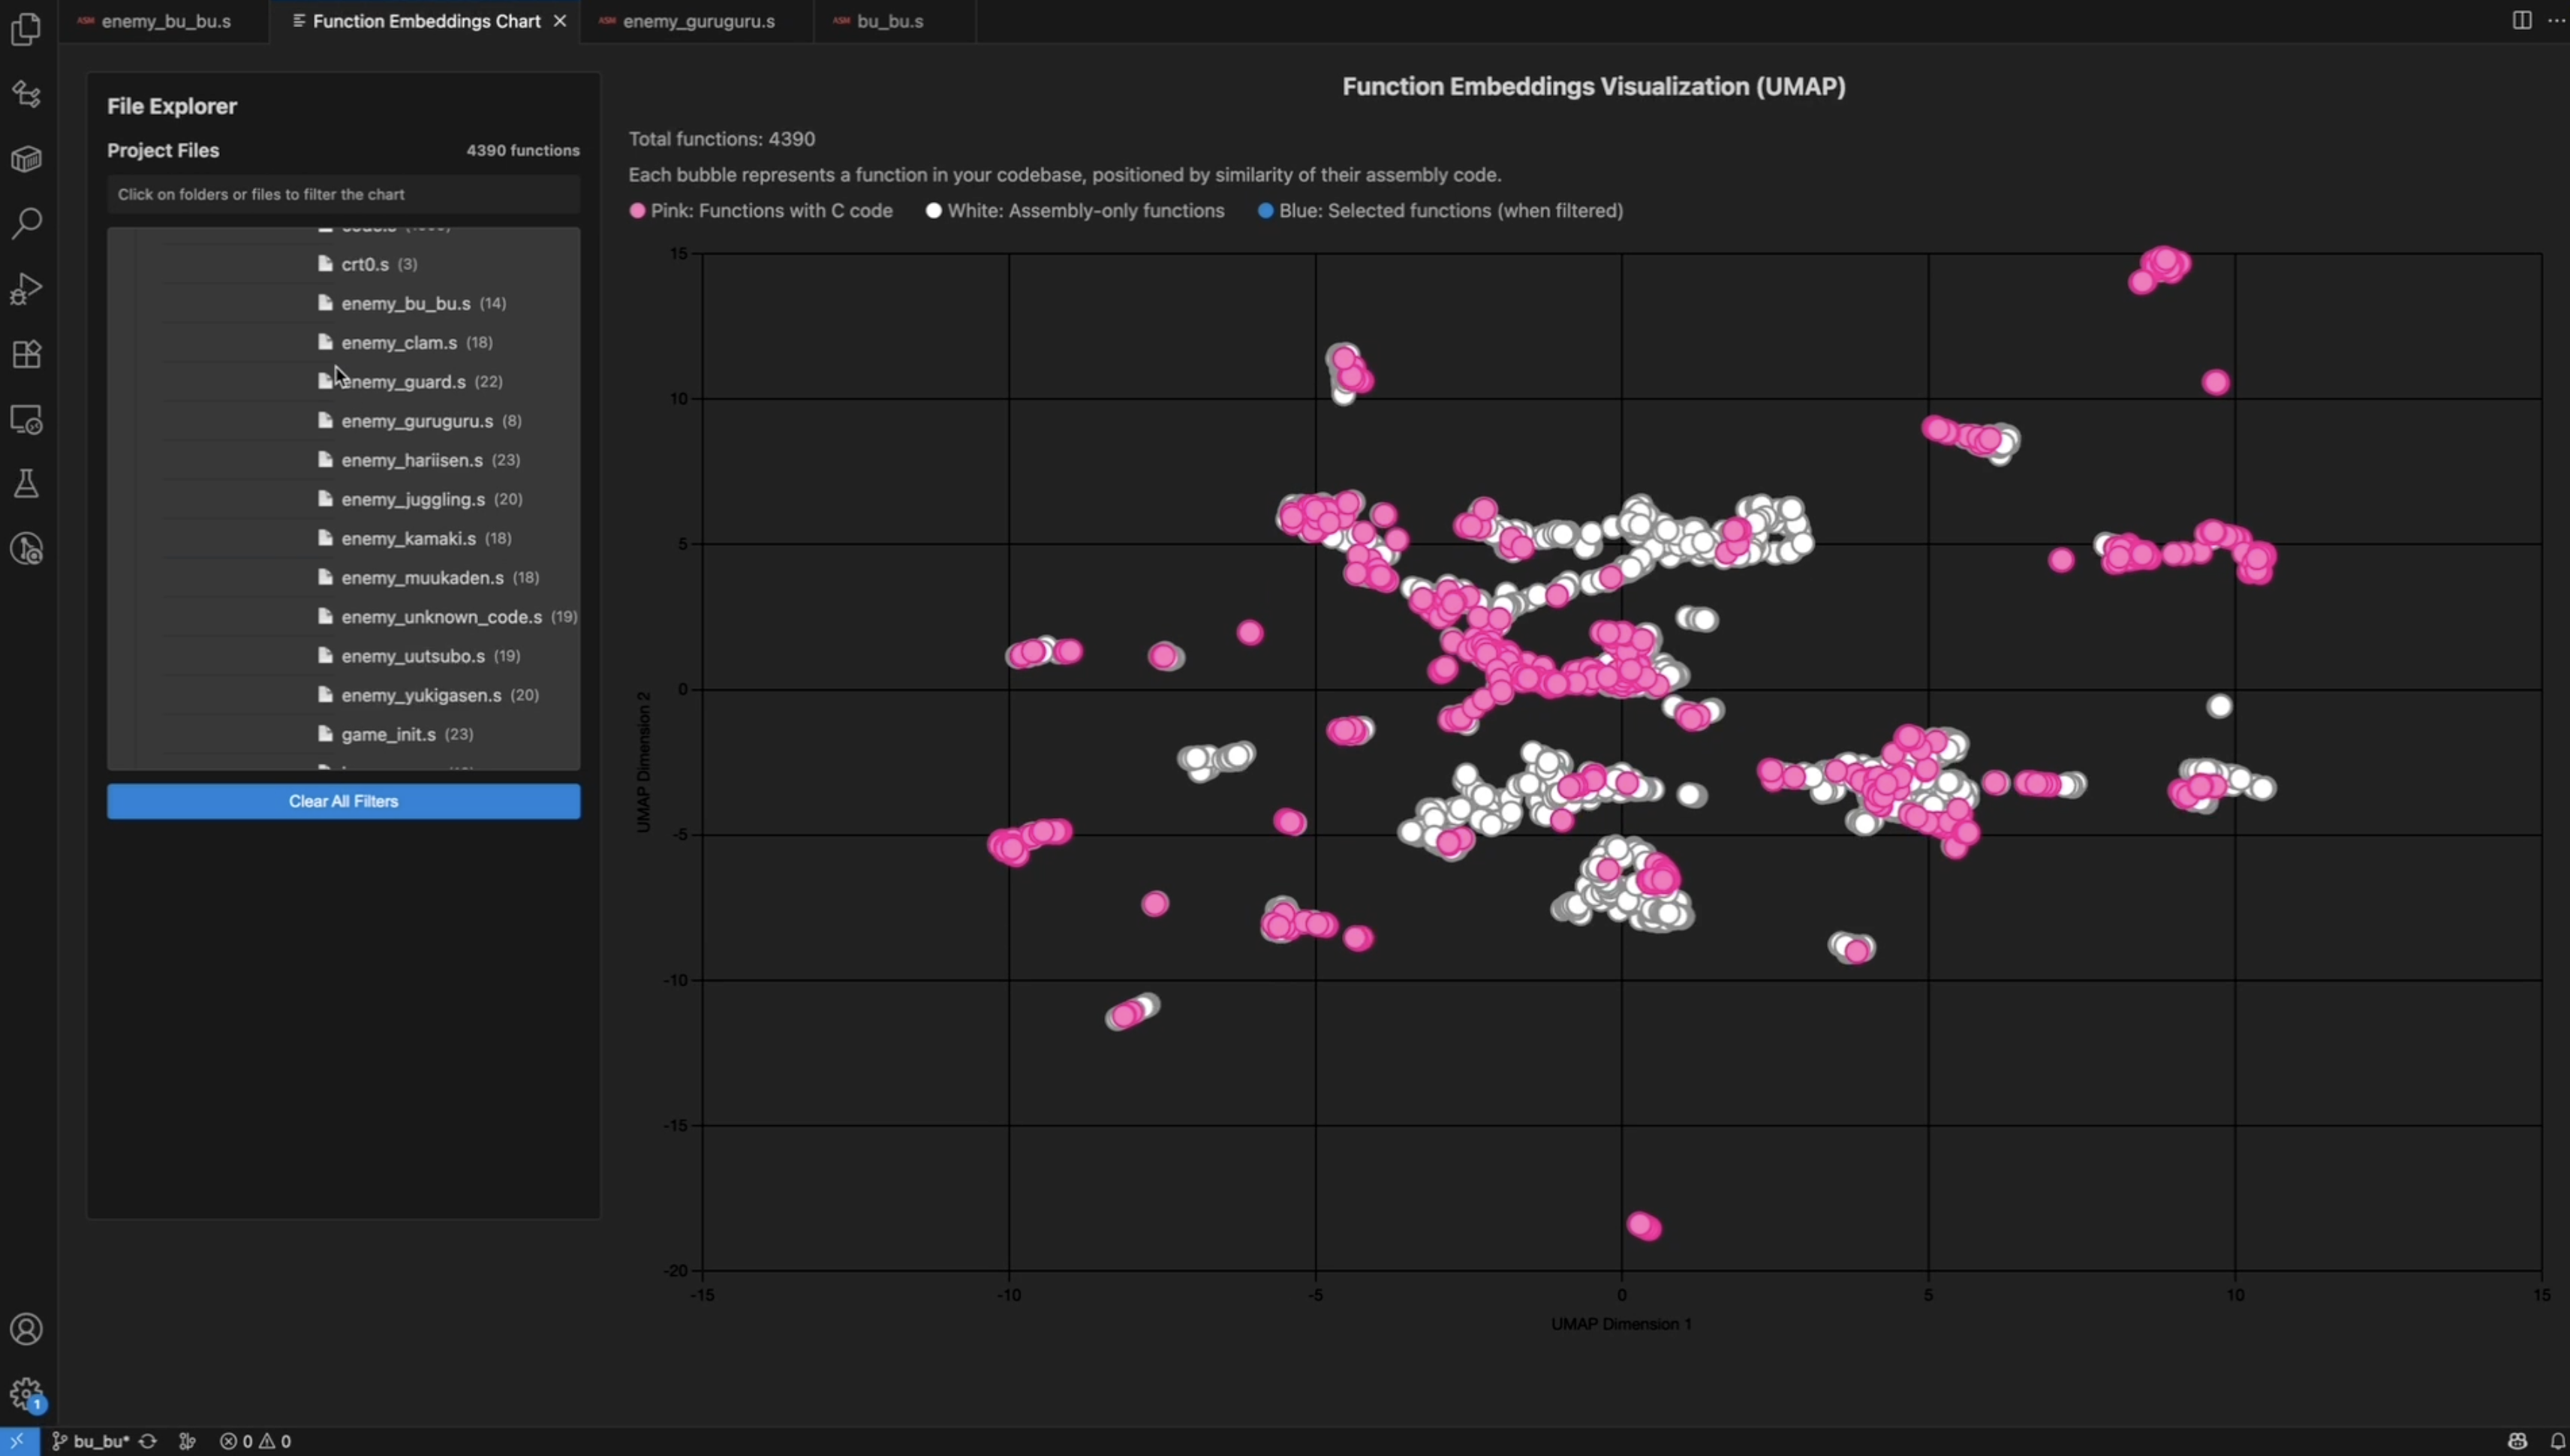 ASM enemy_bu_bu.s
Function Embeddings Chart
ASM enemy_guruguru.s
ASM bu_bu.s
File Explorer
Project Files 4390 functions
Click on folders or files to filter the chart
crt0.s (3)
enemy_bu_bu.s (14)
enemy_clam.s (18)
enemy_guard.s (22)
enemy_guruguru.s (8)
enemy_hariisen.s (23)
enemy_juggling.s (20)
enemy_kamaki.s (18)
enemy_muukaden.s (18)
enemy_unknown_code.s (19)
enemy_uutsubo.s (19)
enemy_yukigasen.s (20)
game_init.s (23)
Clear All Filters
Function Embeddings Visualization (UMAP)
Total functions: 4390
Each bubble represents a function in your codebase, positioned by similarity of their assembly code.
Pink: Functions with C code White: Assembly-only functions Blue: Selected functions (when filtered)
15
10
5
0
-5
-10
-15
-20
UMAP Dimension 2
-15 -10 -5 0 5 10 15
UMAP Dimension 1
1
bu_bu* 0 0